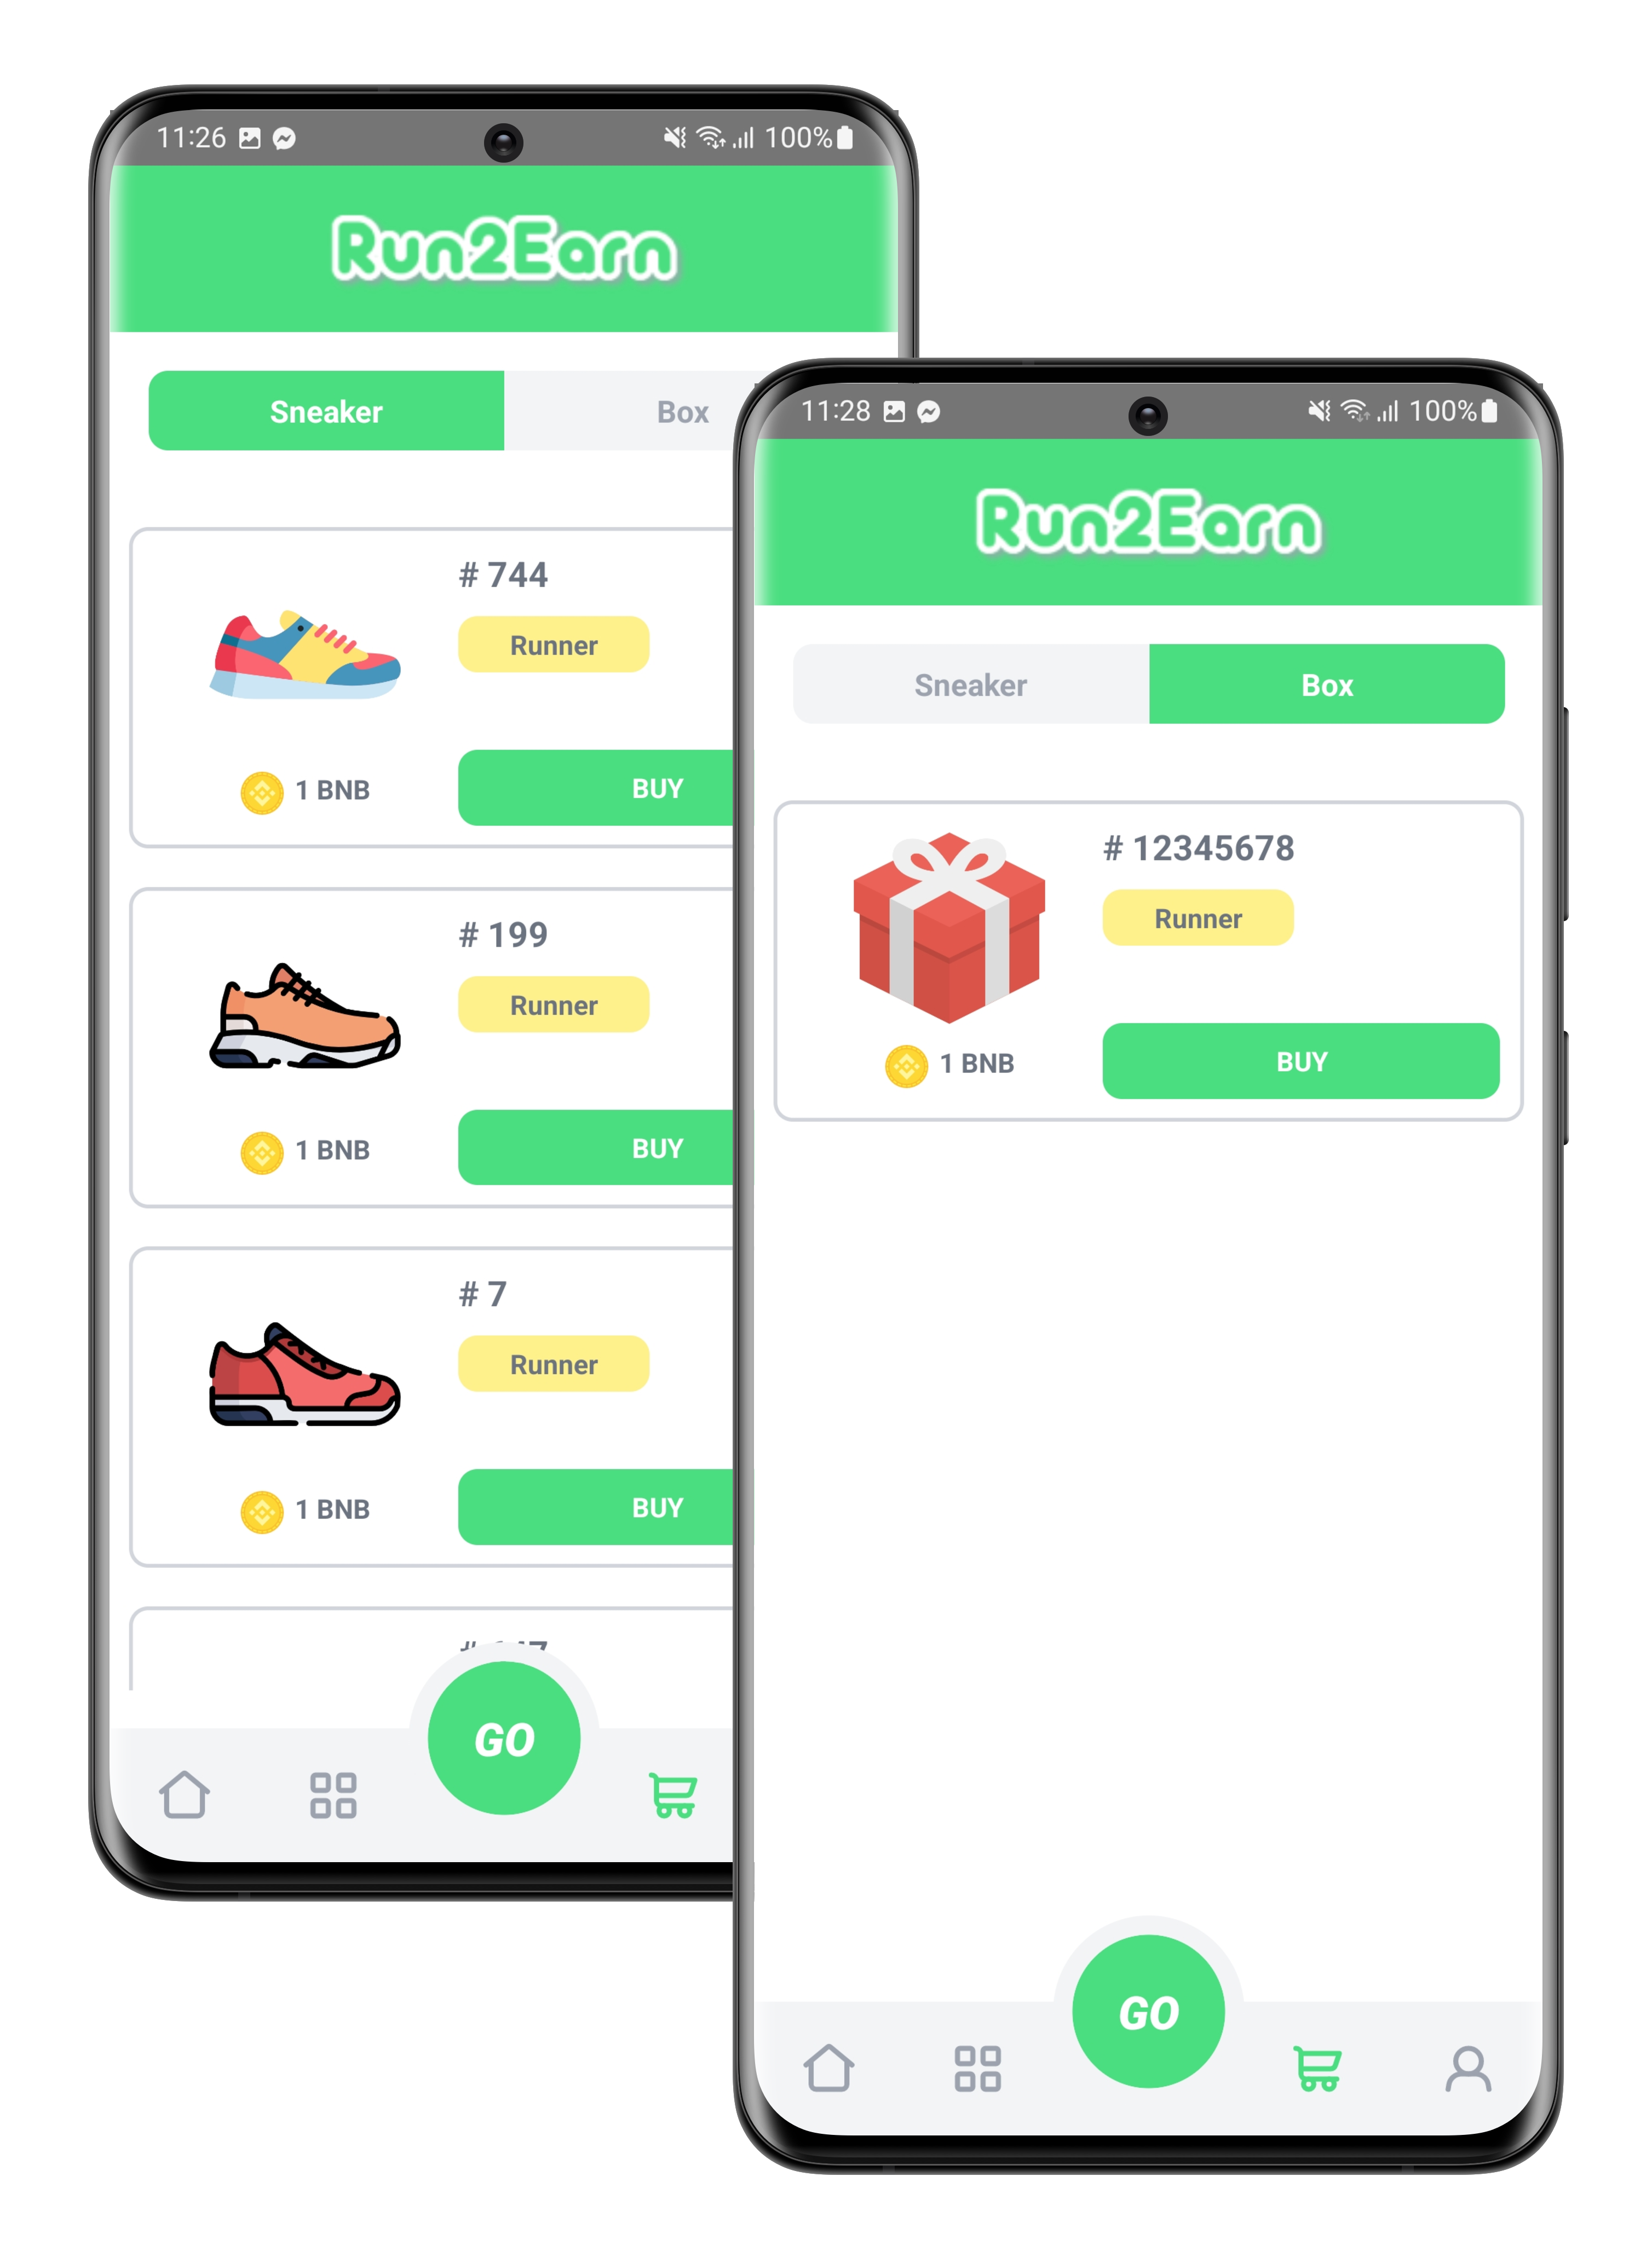 11:26 100%
Run2Earn
Sneaker Box
# 744
Runner
1 BNB BUY
# 199
Runner
1 BNB BUY
# 7
Runner
1 BNB BUY
GO
11:28 100%
Run2Earn
Sneaker Box
# 12345678
Runner
1 BNB BUY
GO